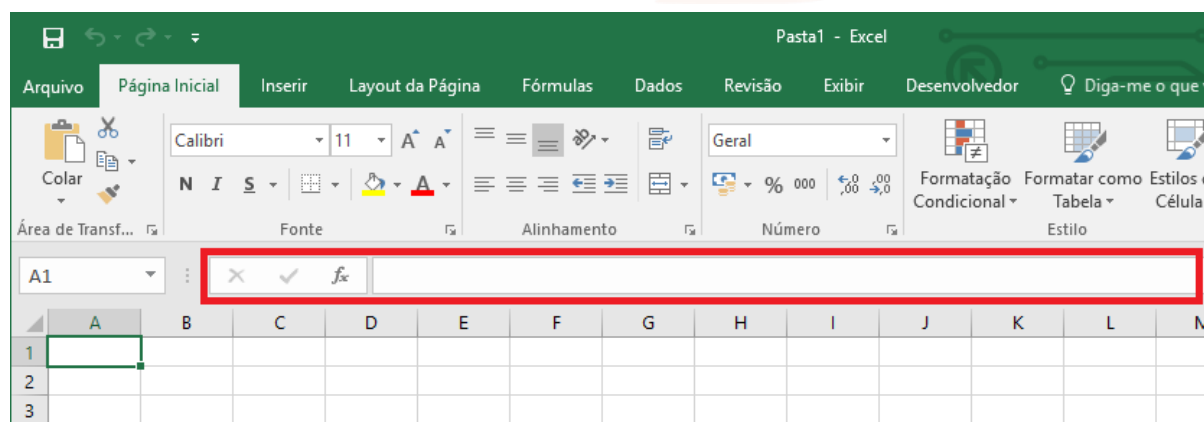 Pasta1 - Excel
Arquivo Página Inicial Inserir Layout da Página Fórmulas Dados Revisão Exibir Desenvolvedor Diga-me o que
Calibri 11 A A Geral
Colar N I S A % 000 ,00 ,0 Formatação Condicional Formatar como Tabela Estilos
Área de Transf... Fonte Alinhamento Número Estilo
A1 fx
A B C D E F G H I J K L
1
2
3